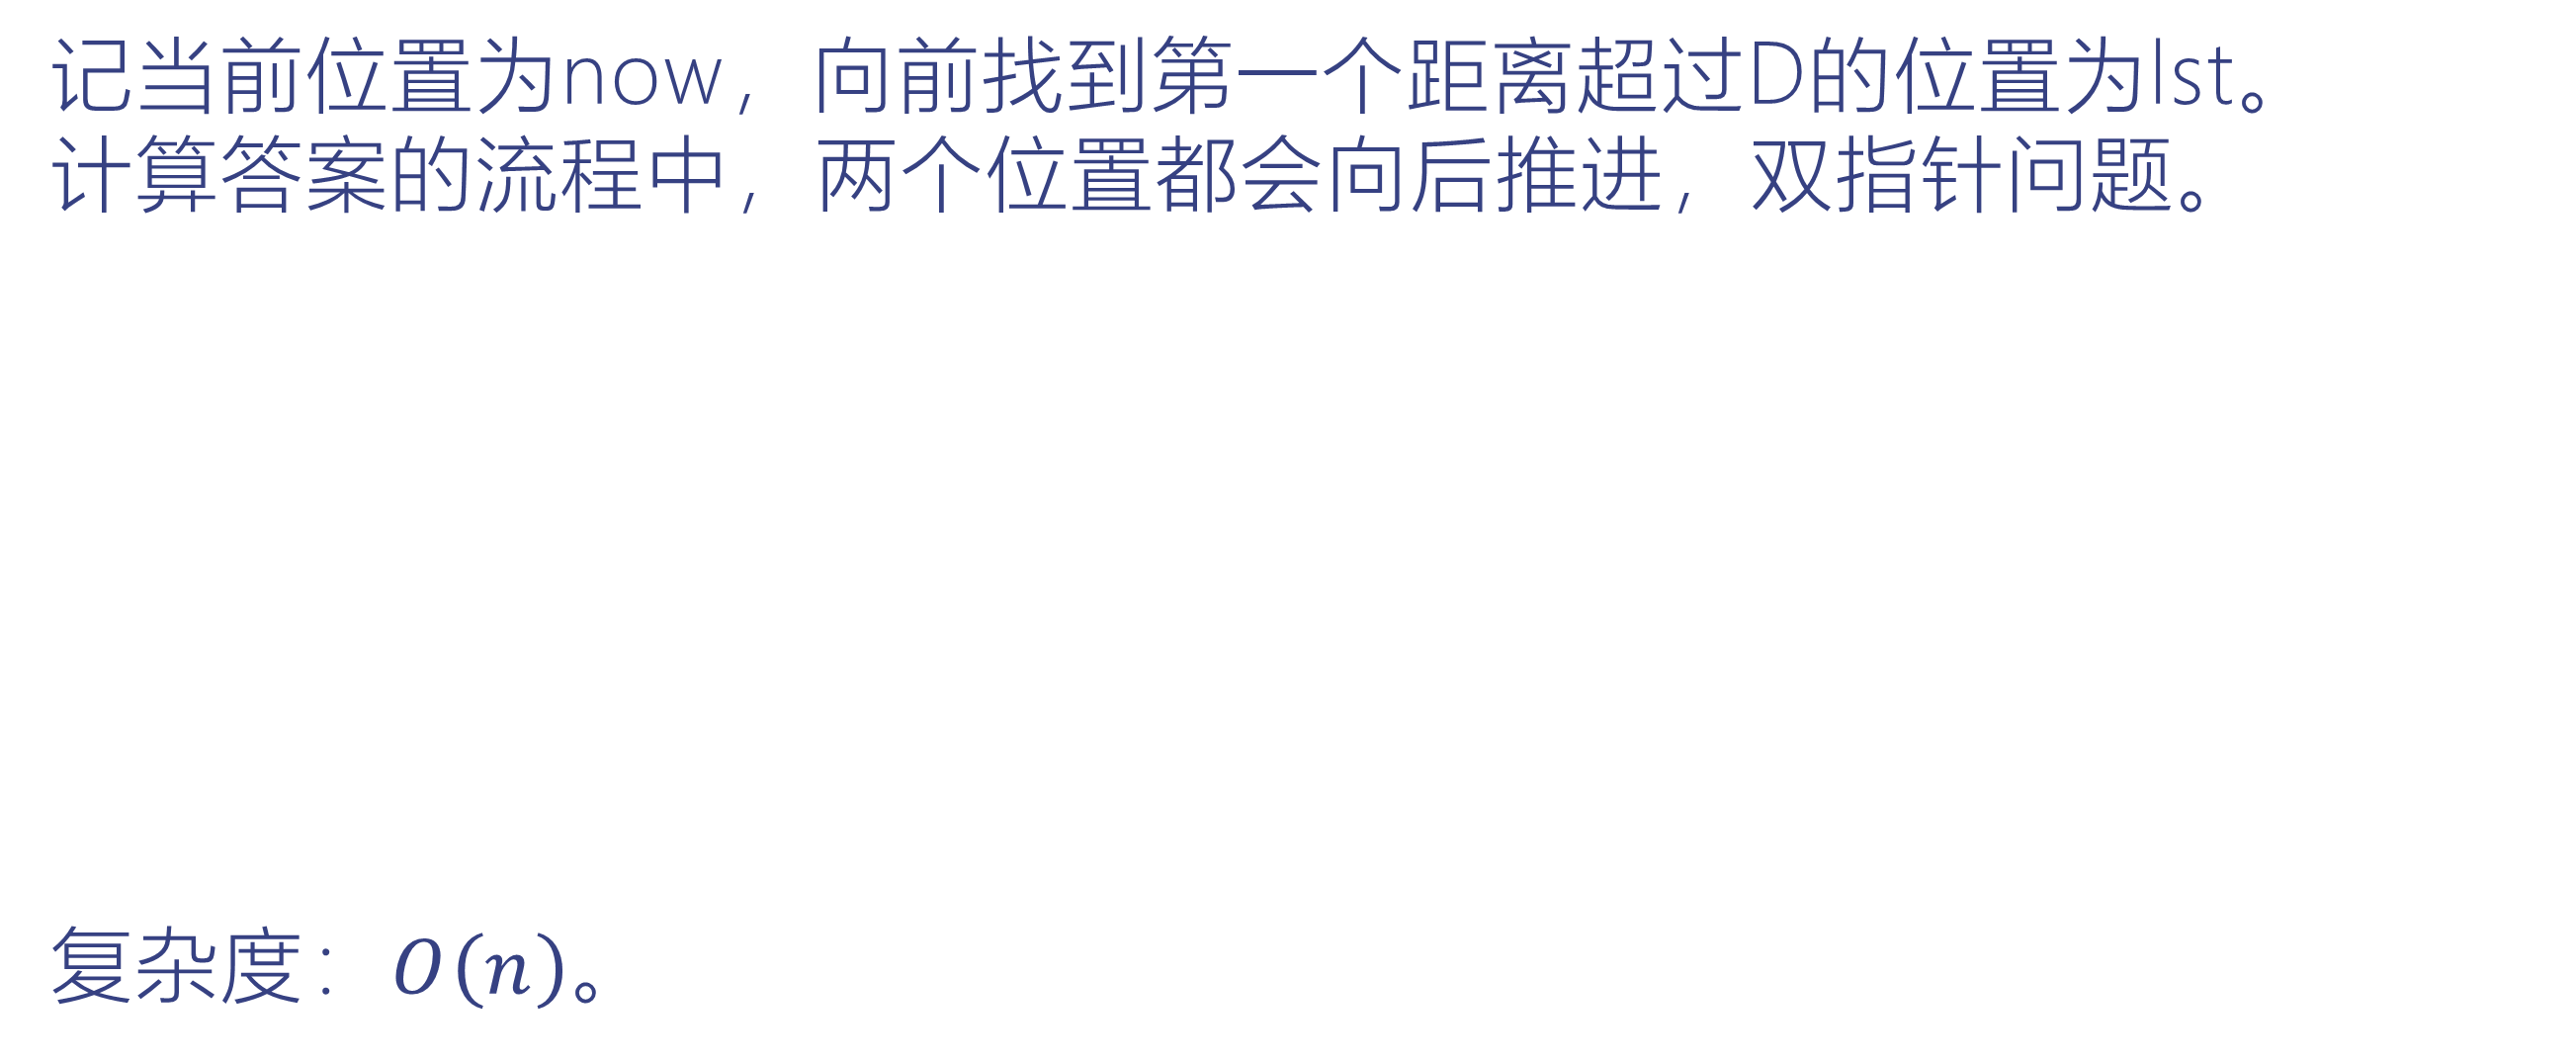 记当前位置为now，向前找到第一个距离超过D的位置为lst。
计算答案的流程中，两个位置都会向后推进，双指针问题。
复杂度：O(n)。